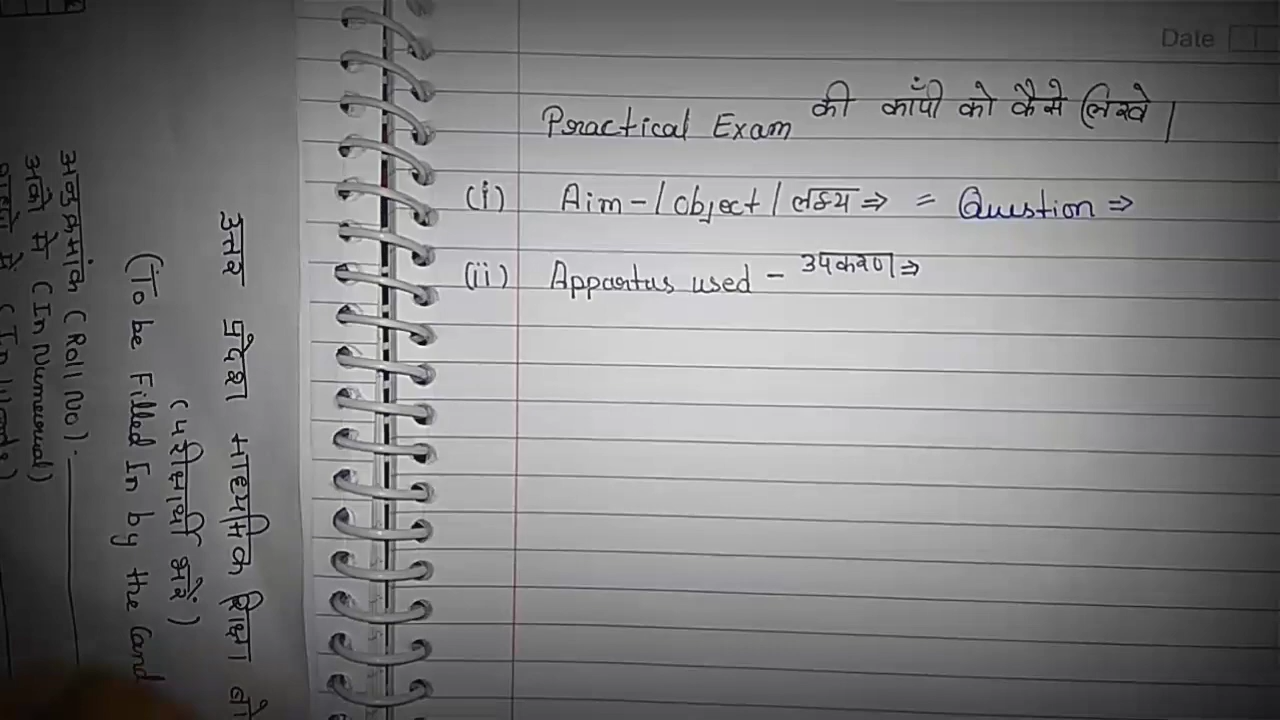 Date
Practical Exam की कॉपी को कैसे लिखे।
(i) Aim-/object/लक्ष्य⇒ = Question ⇒
(ii) Appartus used - उपकरण⇒
उत्तर प्रदेश माध्यमिक शिक्षा
(परीक्षार्थी भरें)
(To be Filled In by the Cand
अनुक्रमांक (Roll No):
अंको में (In Numeral)